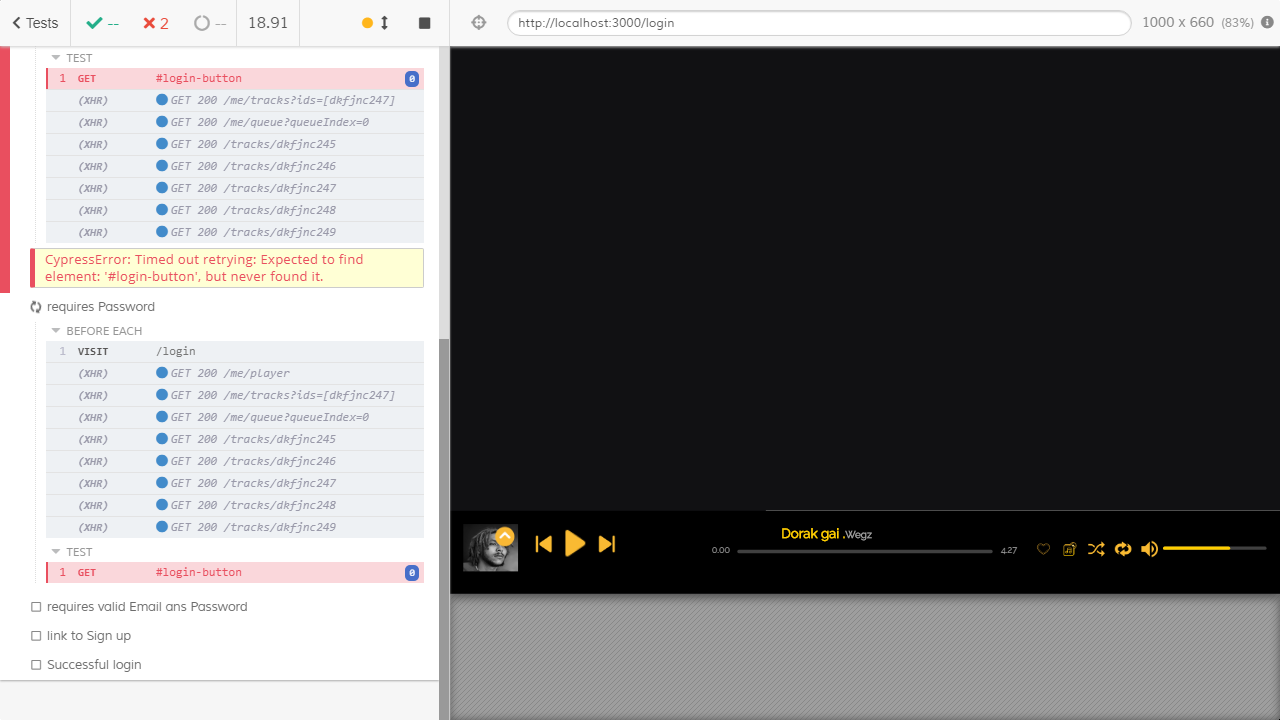 Tests -- 2 -- 18.91 http://localhost:3000/login 1000 x 660 (83%)
TEST
1 GET #login-button 0
(XHR) GET 200 /me/tracks?ids=[dkfjnc247]
(XHR) GET 200 /me/queue?queueIndex=0
(XHR) GET 200 /tracks/dkfjnc245
(XHR) GET 200 /tracks/dkfjnc246
(XHR) GET 200 /tracks/dkfjnc247
(XHR) GET 200 /tracks/dkfjnc248
(XHR) GET 200 /tracks/dkfjnc249
CypressError: Timed out retrying: Expected to find
element: '#login-button', but never found it.
requires Password
BEFORE EACH
1 VISIT /login
(XHR) GET 200 /me/player
(XHR) GET 200 /me/tracks?ids=[dkfjnc247]
(XHR) GET 200 /me/queue?queueIndex=0
(XHR) GET 200 /tracks/dkfjnc245
(XHR) GET 200 /tracks/dkfjnc246
(XHR) GET 200 /tracks/dkfjnc247
(XHR) GET 200 /tracks/dkfjnc248
(XHR) GET 200 /tracks/dkfjnc249
TEST
1 GET #login-button 0
requires valid Email ans Password
link to Sign up
Successful login
Dorak gai .Wegz
0:00 4:27